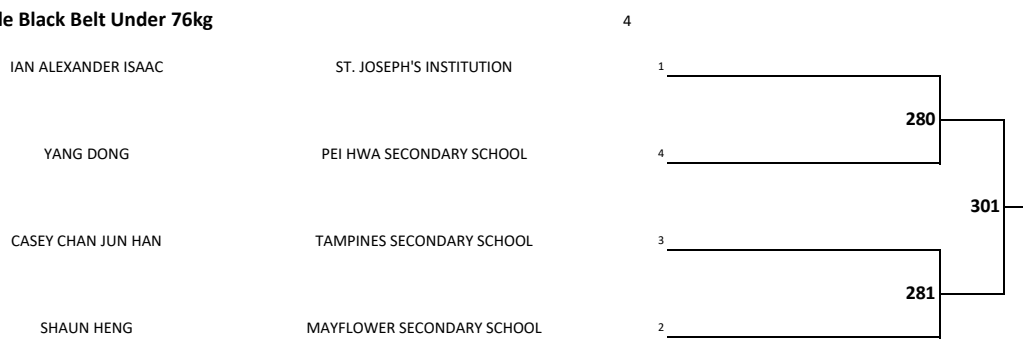 le Black Belt Under 76kg 4
IAN ALEXANDER ISAAC ST. JOSEPH'S INSTITUTION 1
280
YANG DONG PEI HWA SECONDARY SCHOOL 4
301
CASEY CHAN JUN HAN TAMPINES SECONDARY SCHOOL 3
281
SHAUN HENG MAYFLOWER SECONDARY SCHOOL 2